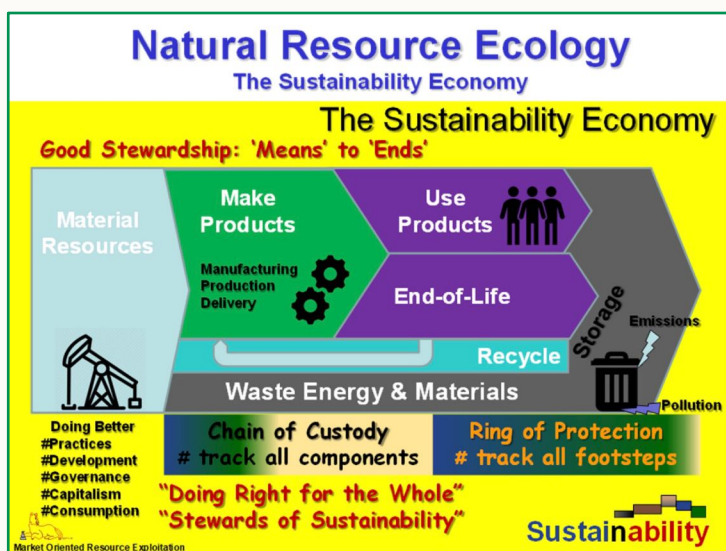 Natural Resource Ecology
The Sustainability Economy
The Sustainability Economy
Good Stewardship: 'Means' to 'Ends'
Material
Resources
Make
Products
Manufacturing
Production
Delivery
Use
Products
End-of-Life
Storage
Emissions
Recycle
Waste Energy & Materials
Pollution
Doing Better
#Practices
#Development
#Governance
#Capitalism
#Consumption
Chain of Custody
# track all components
Ring of Protection
# track all footsteps
"Doing Right for the Whole"
"Stewards of Sustainability"
Market Oriented Resource Exploitation
Sustainability